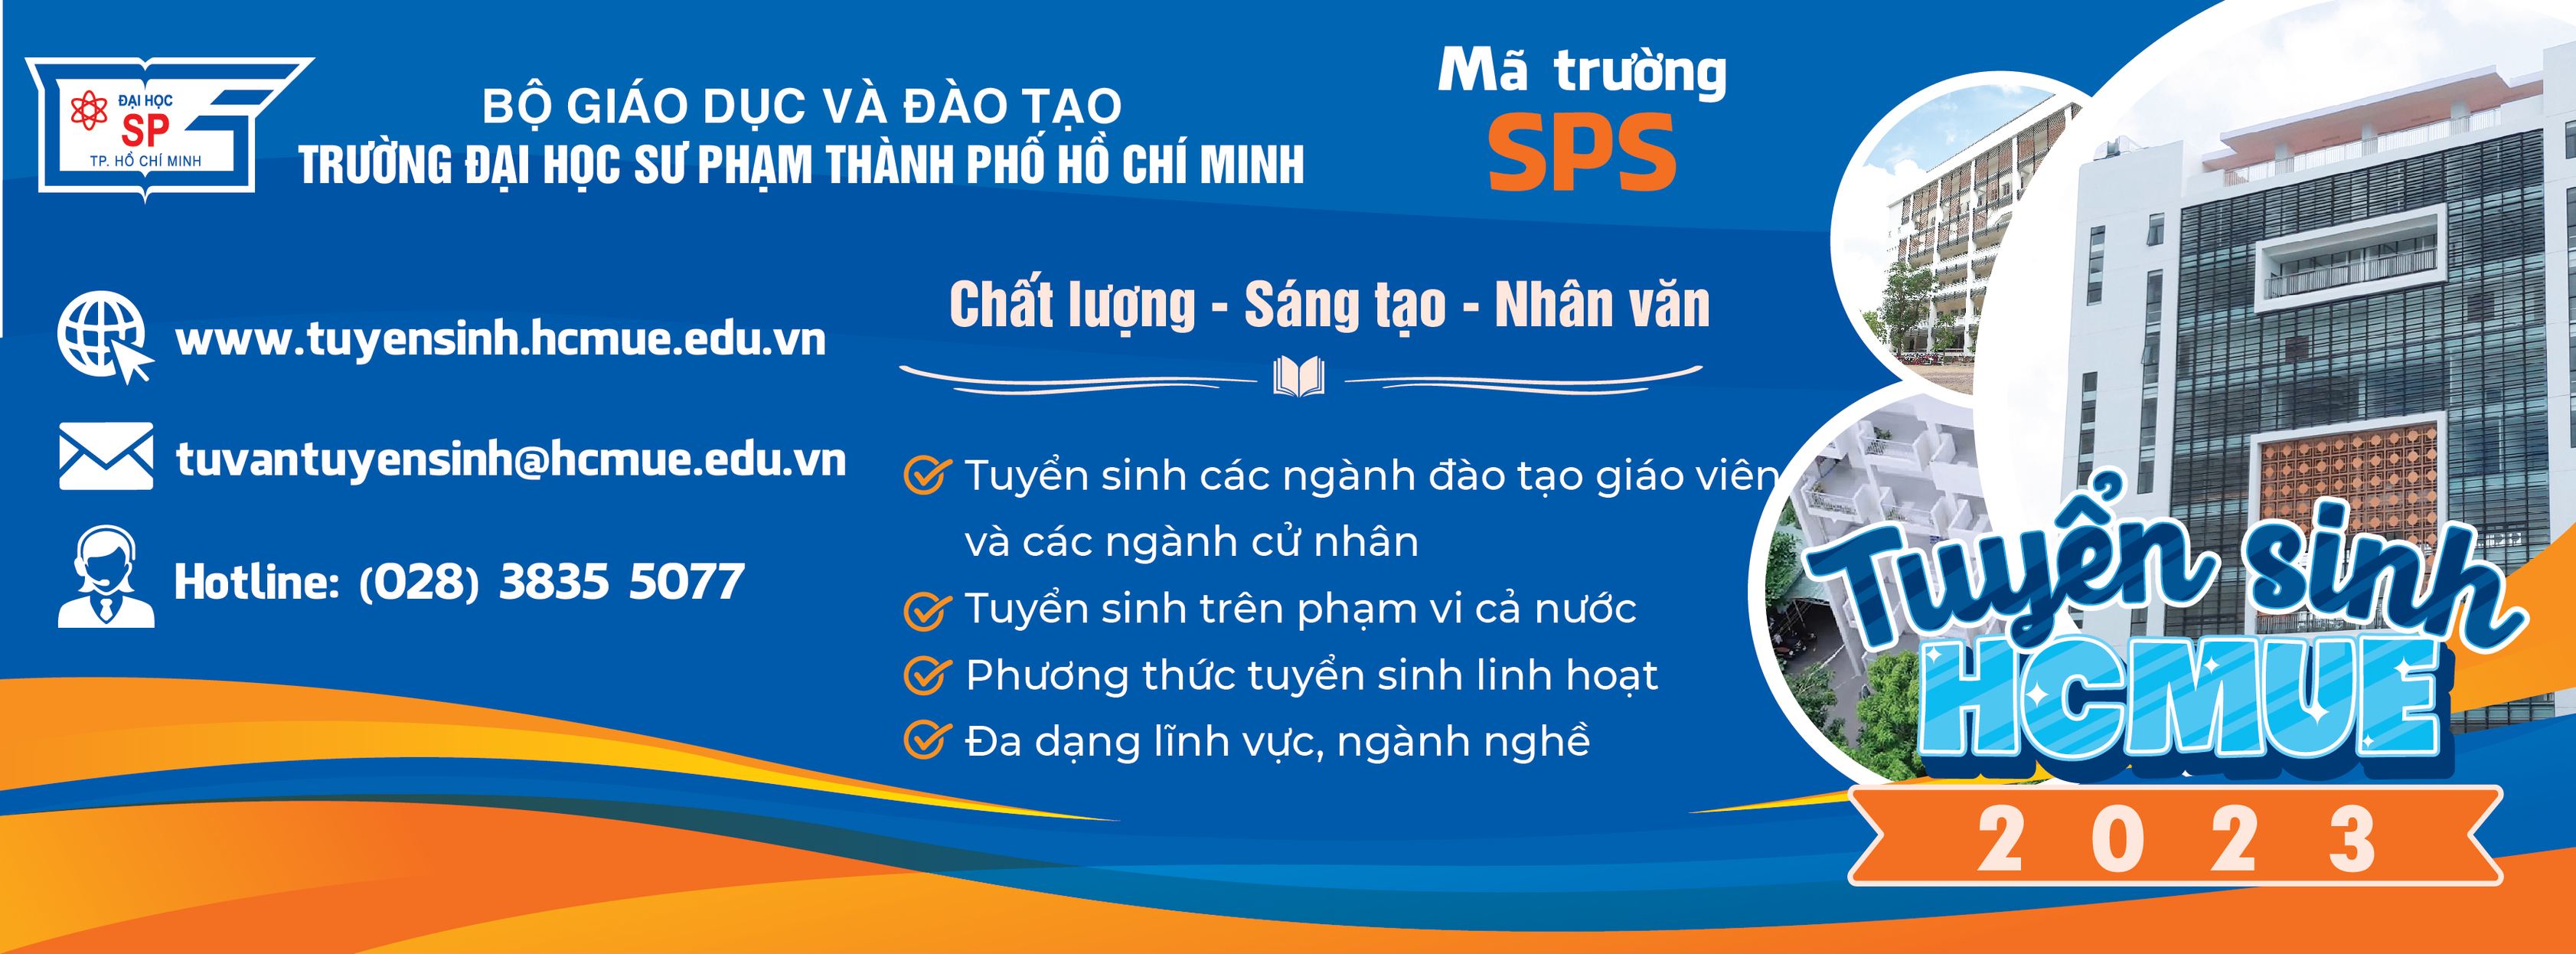 ĐẠI HỌC
SP
TP. HỒ CHÍ MINH
BỘ GIÁO DỤC VÀ ĐÀO TẠO
TRƯỜNG ĐẠI HỌC SƯ PHẠM THÀNH PHỐ HỒ CHÍ MINH
Mã trường
SPS
www.tuyensinh.hcmue.edu.vn
tuvantuyensinh@hcmue.edu.vn
Hotline: (028) 3835 5077
Chất lượng - Sáng tạo - Nhân văn
Tuyển sinh các ngành đào tạo giáo viên
và các ngành cử nhân
Tuyển sinh trên phạm vi cả nước
Phương thức tuyển sinh linh hoạt
Đa dạng lĩnh vực, ngành nghề
Tuyển sinh
HCMUE
2023